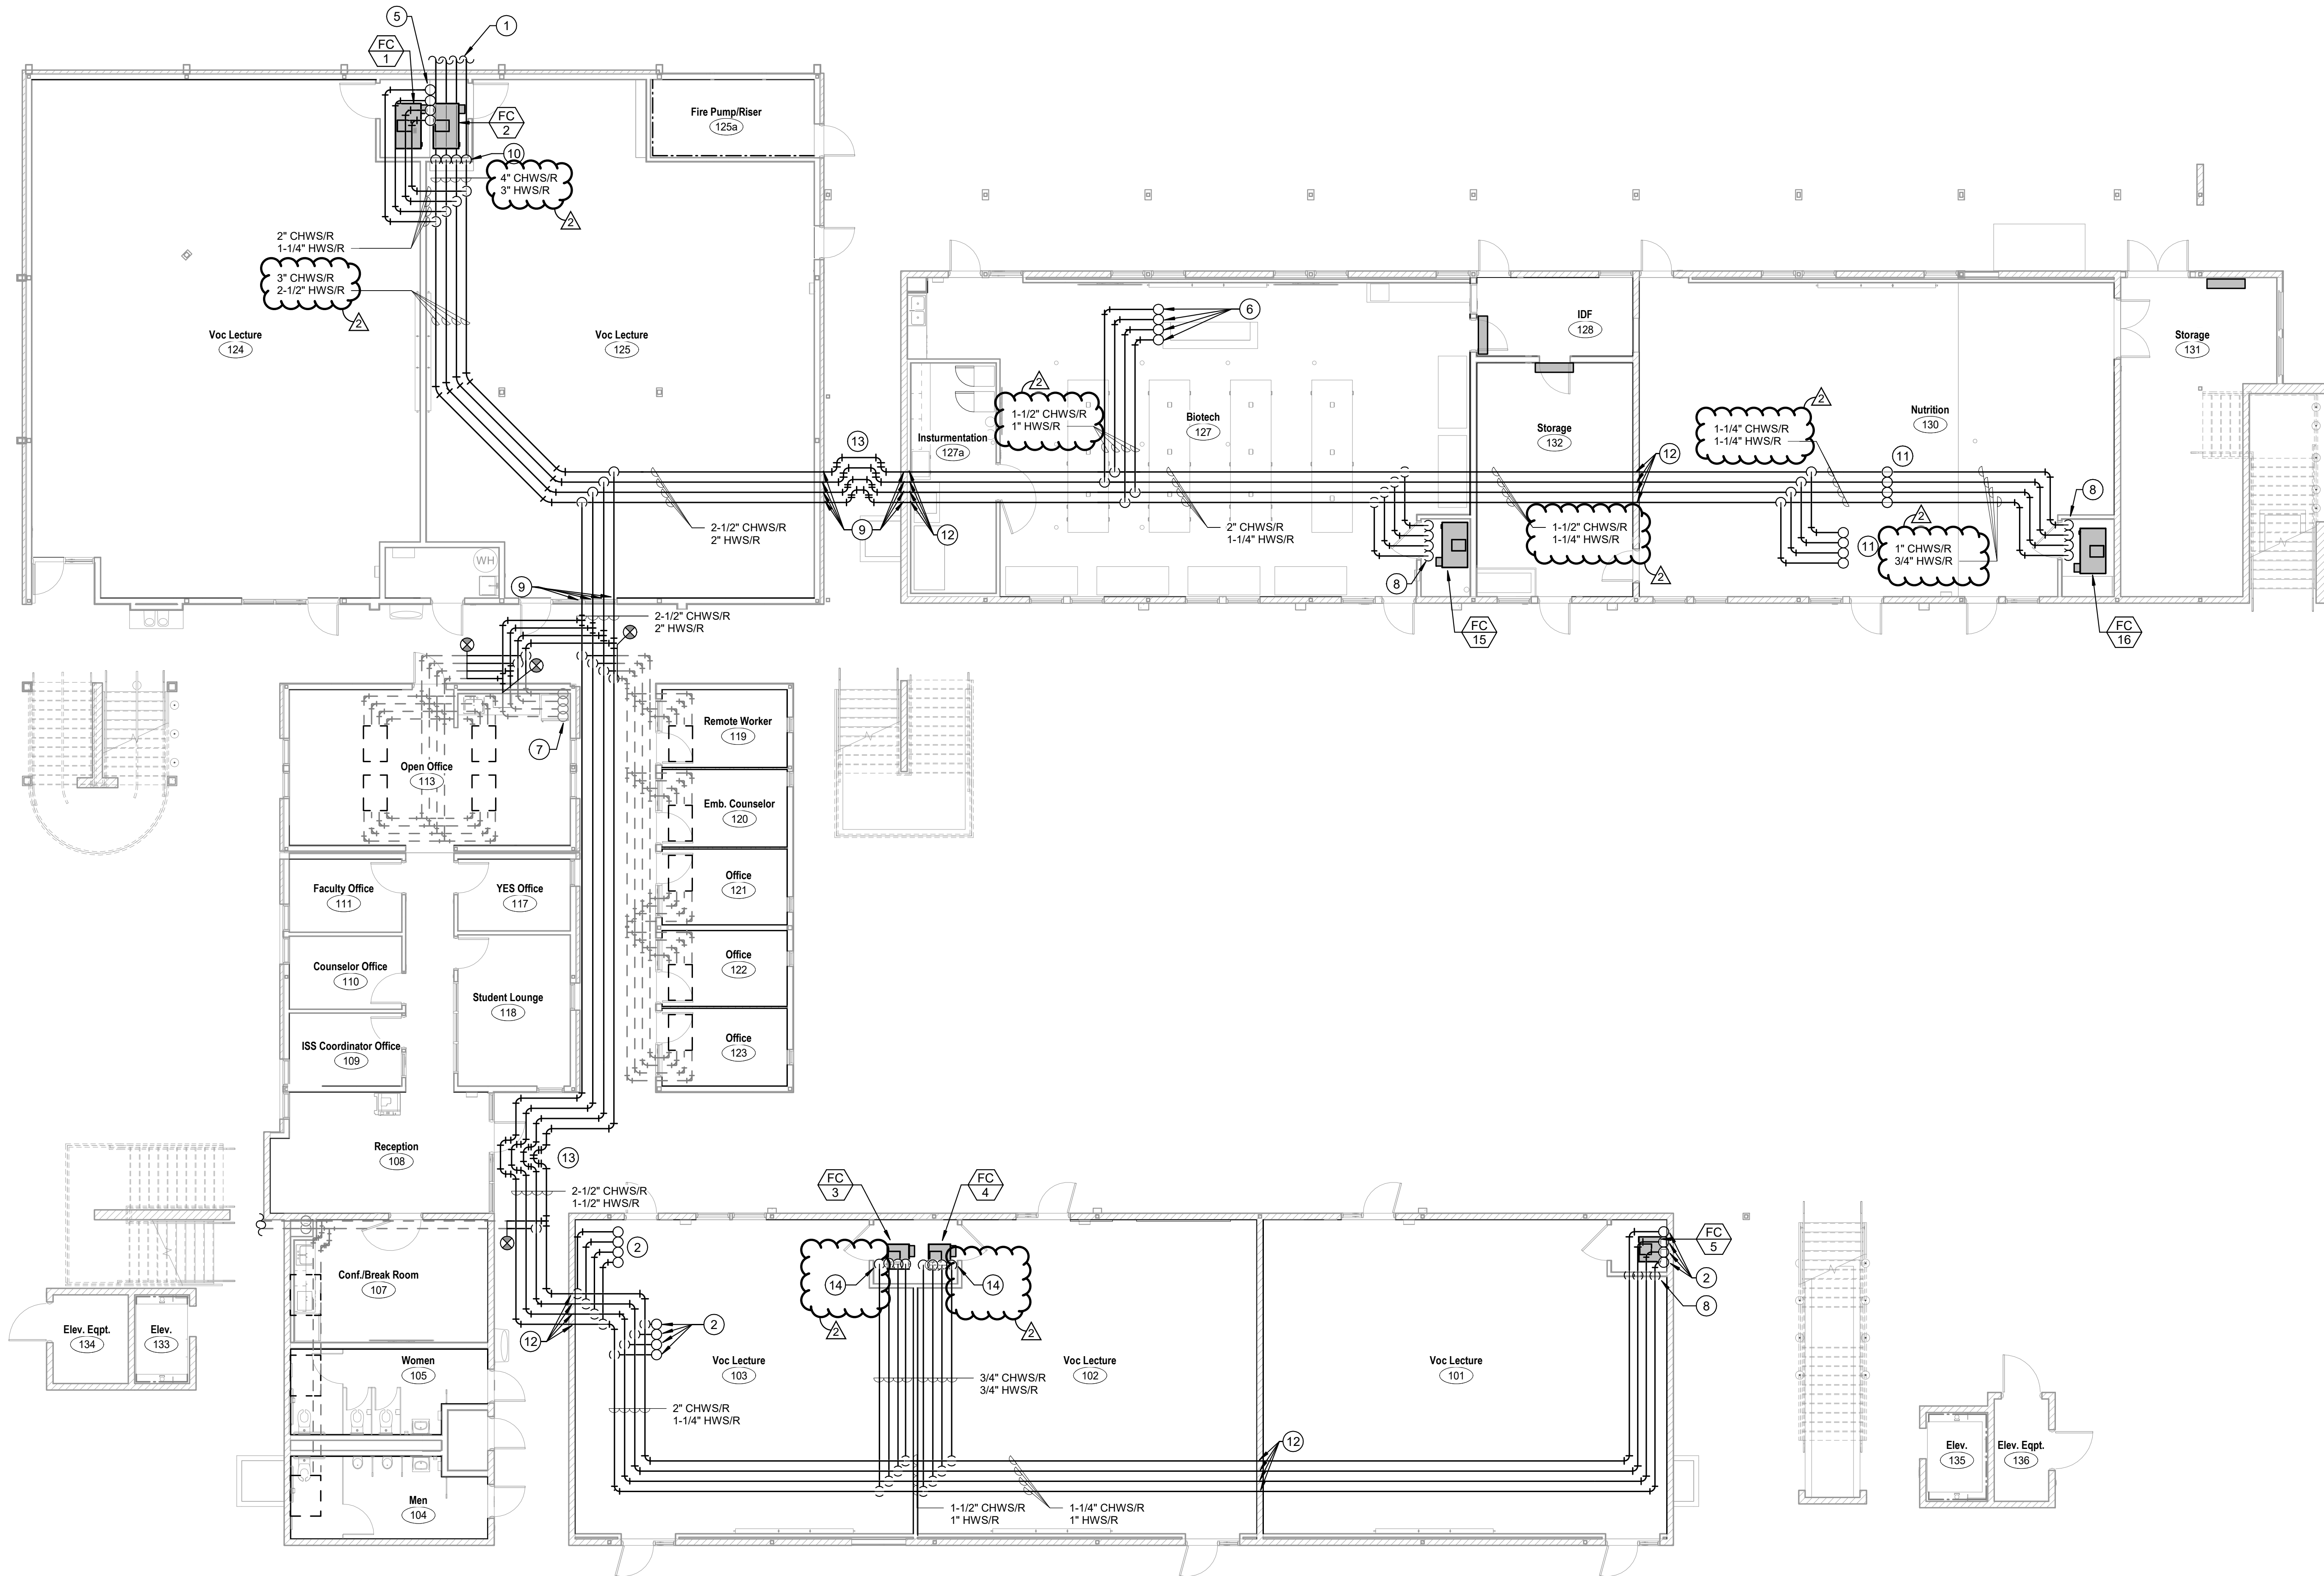 5
1
FC
1
FC
2
Fire Pump/Riser
125a
10
4" CHWS/R
3" HWS/R
2
2" CHWS/R
1-1/4" HWS/R
3" CHWS/R
2-1/2" HWS/R
2
Voc Lecture
124
Voc Lecture
125
6
IDF
128
Storage
131
2
1-1/2" CHWS/R
1" HWS/R
Biotech
127
Insturmentation
127a
Storage
132
2
1-1/4" CHWS/R
1-1/4" HWS/R
Nutrition
130
13
12
11
8
9
12
2-1/2" CHWS/R
2" HWS/R
2" CHWS/R
1-1/4" HWS/R
1-1/2" CHWS/R
1-1/4" HWS/R
2
11
2
1" CHWS/R
3/4" HWS/R
WH
9
8
2-1/2" CHWS/R
2" HWS/R
FC
15
FC
16
7
Open Office
113
Remote Worker
119
Emb. Counselor
120
Office
121
Office
122
Office
123
Faculty Office
111
YES Office
117
Counselor Office
110
Student Lounge
118
ISS Coordinator Office
109
Reception
108
13
2-1/2" CHWS/R
1-1/2" HWS/R
FC
3
FC
4
FC
5
2
14
14
2
8
2
2
Conf./Break Room
107
Elev. Eqpt.
134
Elev.
133
12
2
Women
105
Voc Lecture
103
Voc Lecture
102
Voc Lecture
101
3/4" CHWS/R
3/4" HWS/R
2" CHWS/R
1-1/4" HWS/R
12
Elev.
135
Elev. Eqpt.
136
Men
104
1-1/2" CHWS/R
1" HWS/R
1-1/4" CHWS/R
1" HWS/R